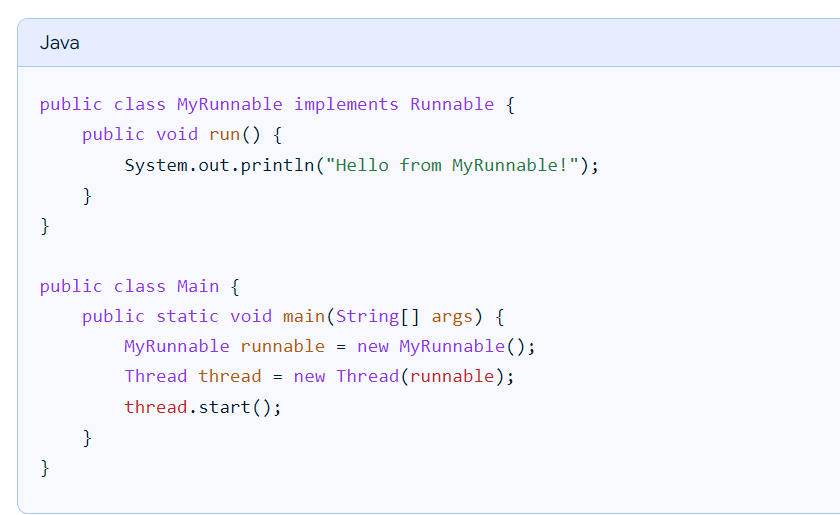 Java
public class MyRunnable implements Runnable {
    public void run() {
        System.out.println("Hello from MyRunnable!");
    }
}
public class Main {
    public static void main(String[] args) {
        MyRunnable runnable = new MyRunnable();
        Thread thread = new Thread(runnable);
        thread.start();
    }
}